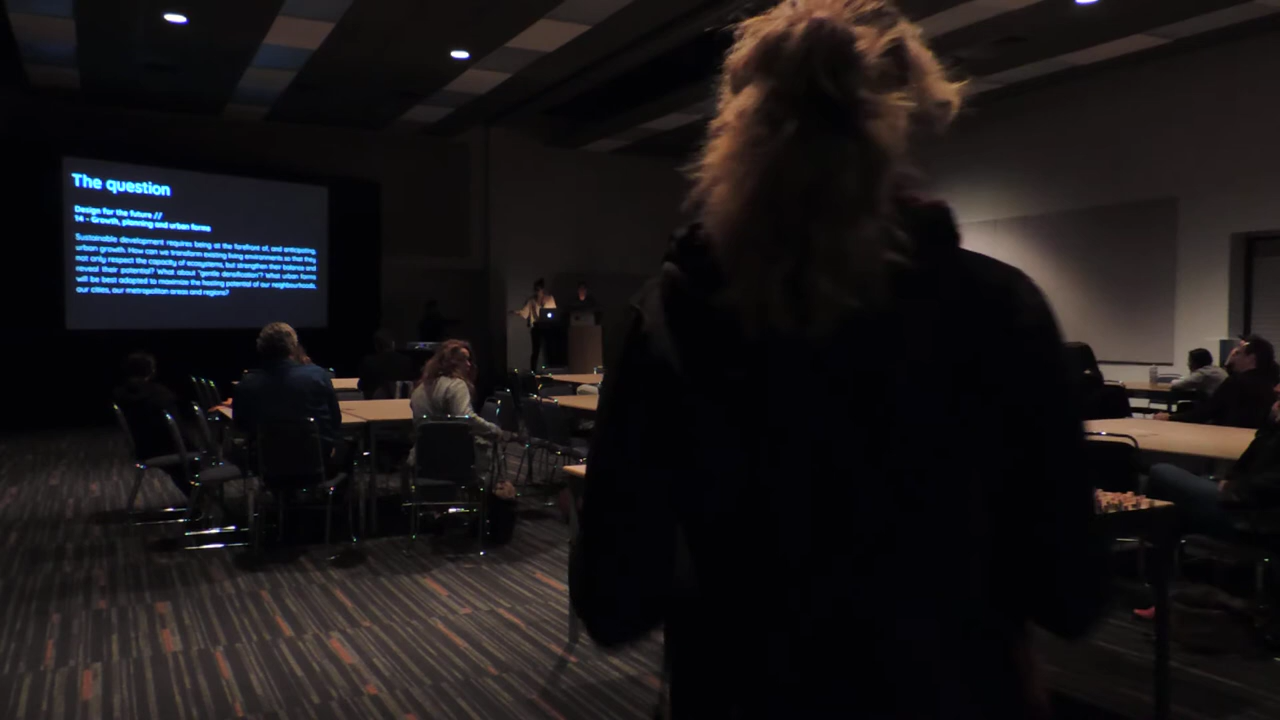 The question
Design for the future //
14 - Growth, planning and urban forms
Sustainable development requires being at the forefront of, and anticipating
urban growth. How can we transform existing living environments so that they
not only respect the capacity of ecosystems, but strengthen their balance and
reveal their potential? What about "gentle densification"? What urban forms
will be best adapted to maximize the hosting potential of our neighbourhoods,
our cities, our metropolitan areas and regions?